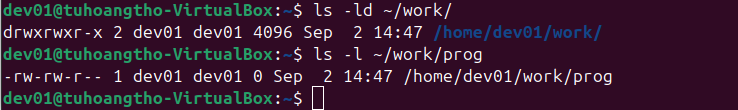 dev01@tuhoangtho-VirtualBox:~$ ls -ld ~/work/
drwxrwxr-x 2 dev01 dev01 4096 Sep  2 14:47 /home/dev01/work/
dev01@tuhoangtho-VirtualBox:~$ ls -l ~/work/prog
-rw-rw-r-- 1 dev01 dev01 0 Sep  2 14:47 /home/dev01/work/prog
dev01@tuhoangtho-VirtualBox:~$